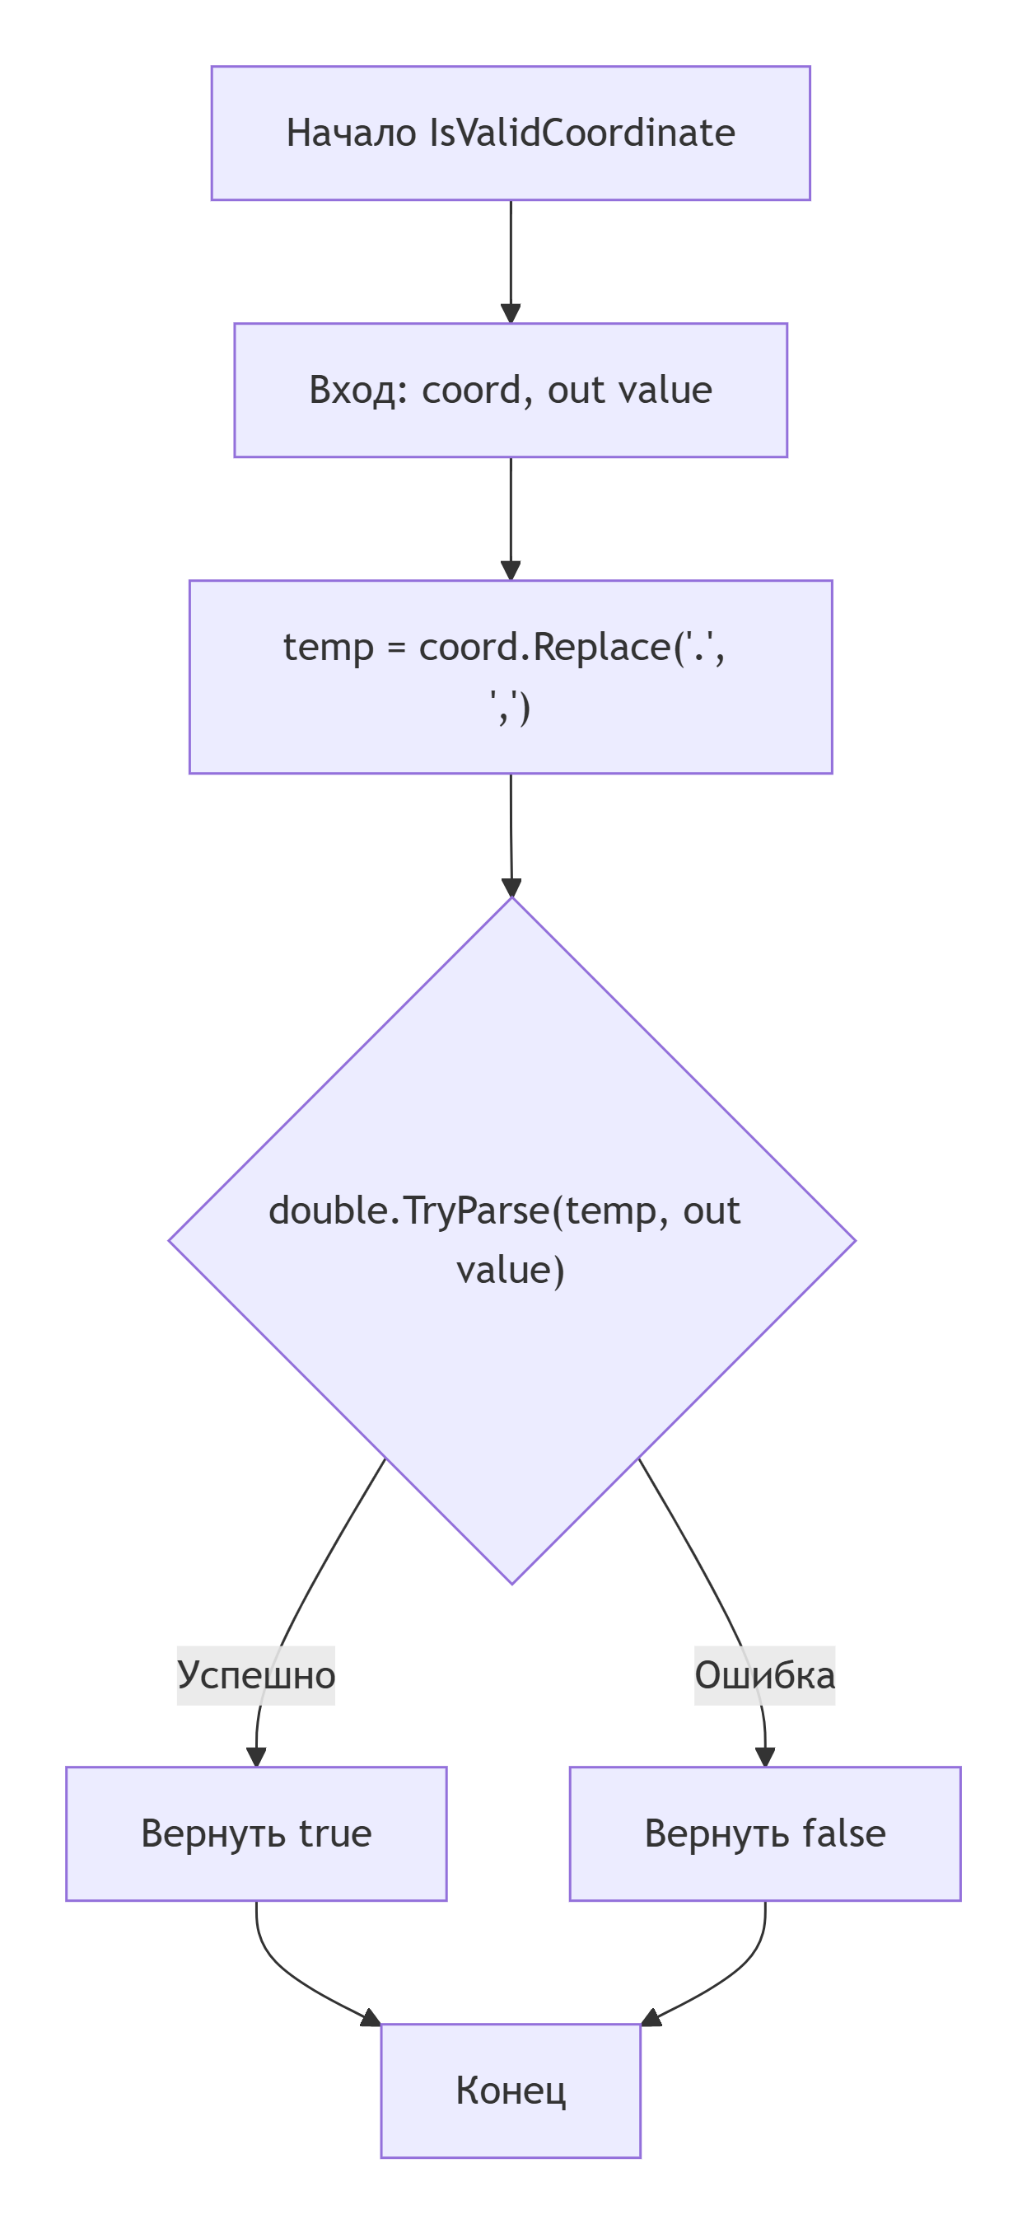 Начало IsValidCoordinate
Вход: coord, out value
temp = coord.Replace('.',
',')
double.TryParse(temp, out
value)
Успешно
Ошибка
Вернуть true
Вернуть false
Конец